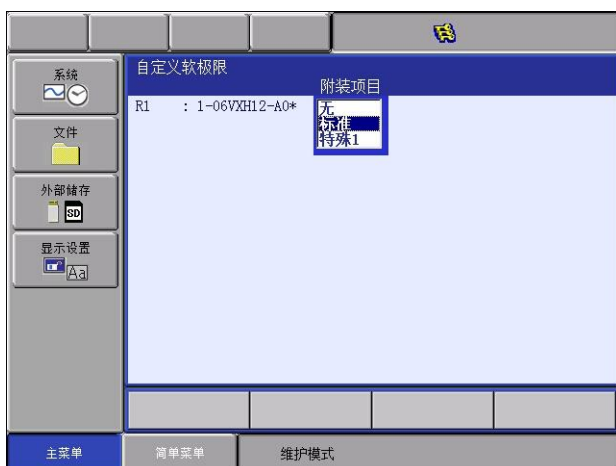 系统
文件
外部储存
SD
显示设置
Aa
自定义软极限
附装项目
R1 : 1-06VXH12-A0*
无
标准
特殊1
主菜单
简单菜单
维护模式